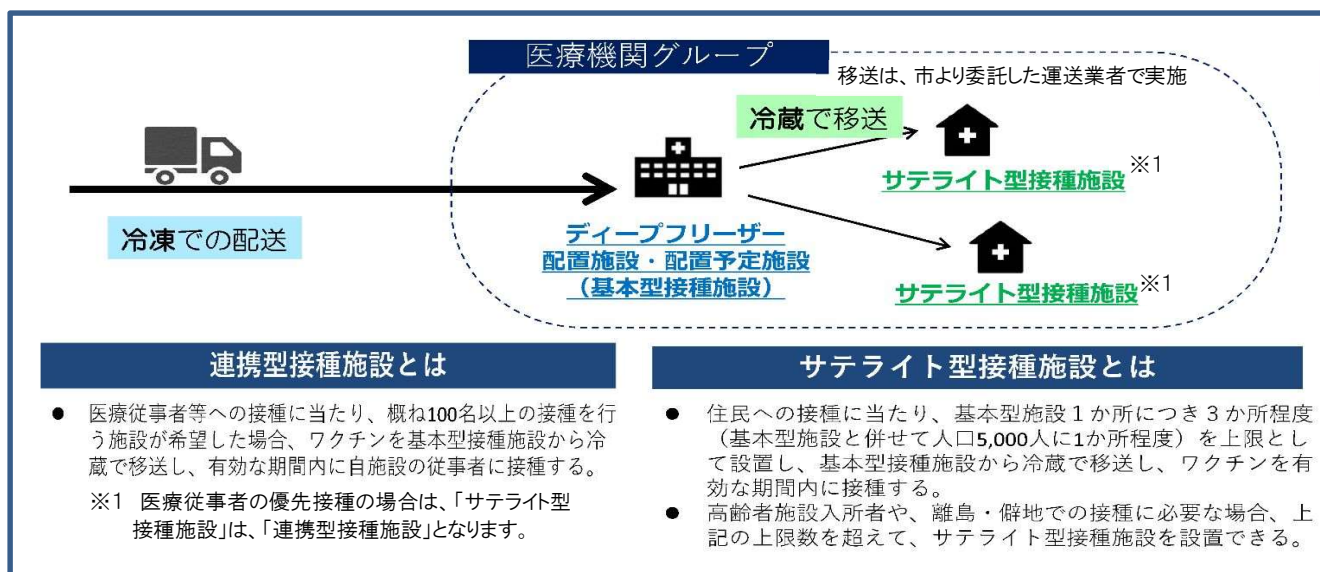 医療機関グループ
移送は、市より委託した運送業者で実施
冷蔵で移送
サテライト型接種施設※1
冷凍での配送
ディープフリーザー
配置施設・配置予定施設
（基本型接種施設）
サテライト型接種施設※1
連携型接種施設とは
● 医療従事者等への接種に当たり、概ね100名以上の接種を行
う施設が希望した場合、ワクチンを基本型接種施設から冷
蔵で移送し、有効な期間内に自施設の従事者に接種する。
※1 医療従事者の優先接種の場合は、「サテライト型
接種施設」は、「連携型接種施設」となります。
サテライト型接種施設とは
● 住民への接種に当たり、基本型施設１か所につき３か所程度
（基本型施設と併せて人口5,000人に1か所程度）を上限とし
て設置し、基本型接種施設から冷蔵で移送し、ワクチンを有
効な期間内に接種する。
● 高齢者施設入所者や、離島・僻地での接種に必要な場合、上
記の上限数を超えて、サテライト型接種施設を設置できる。